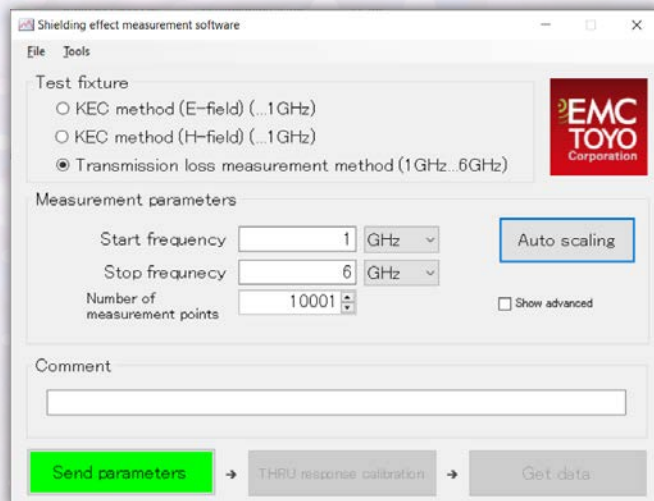 Shielding effect measurement software
File Tools
Test fixture
KEC method (E-field) (...1GHz)
KEC method (H-field) (...1GHz)
Transmission loss measurement method (1GHz...6GHz)
EMC
TOYO
Corporation
Measurement parameters
Start frequency 1 GHz
Stop frequnecy 6 GHz
Number of
measurement points 10001
Auto scaling
Show advanced
Comment
Send parameters → THRU response calibration → Get data